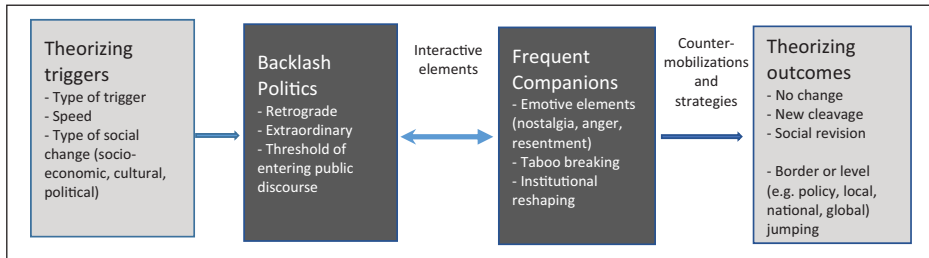 Theorizing
triggers
- Type of trigger
- Speed
- Type of social
change (socio-
economic, cultural,
political)
Backlash
Politics
- Retrograde
- Extraordinary
- Threshold of
entering public
discourse
Interactive
elements
Frequent
Companions
- Emotive elements
(nostalgia, anger,
resentment)
- Taboo breaking
- Institutional
reshaping
Counter-
mobilizations
and
strategies
Theorizing
outcomes
- No change
- New cleavage
- Social revision
- Border or level
(e.g. policy, local,
national, global)
jumping